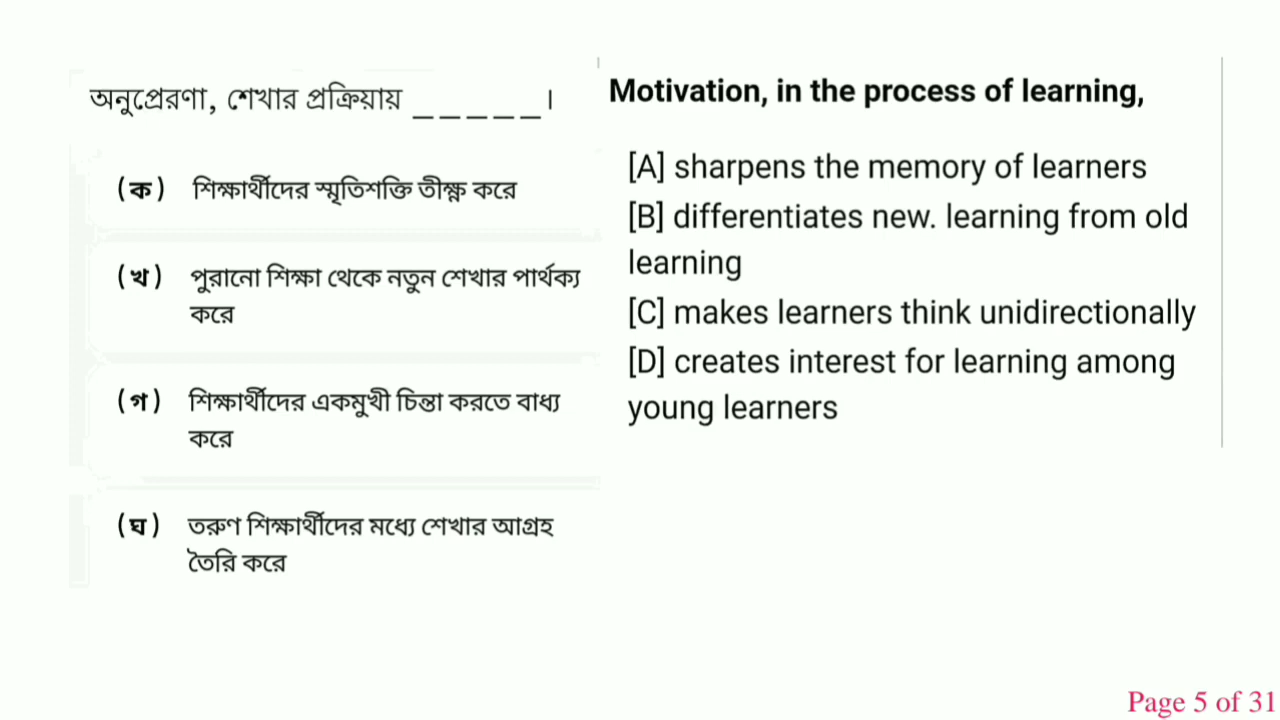 অনুপ্রেরণা, শেখার প্রক্রিয়ায় _ _ _ _ _ ।
(ক) শিক্ষার্থীদের স্মৃতিশক্তি তীক্ষ্ণ করে
(খ) পুরানো শিক্ষা থেকে নতুন শেখার পার্থক্য
করে
(গ) শিক্ষার্থীদের একমুখী চিন্তা করতে বাধ্য
করে
(ঘ) তরুণ শিক্ষার্থীদের মধ্যে শেখার আগ্রহ
তৈরি করে
Motivation, in the process of learning,
[A] sharpens the memory of learners
[B] differentiates new. learning from old
learning
[C] makes learners think unidirectionally
[D] creates interest for learning among
young learners
Page 5 of 31